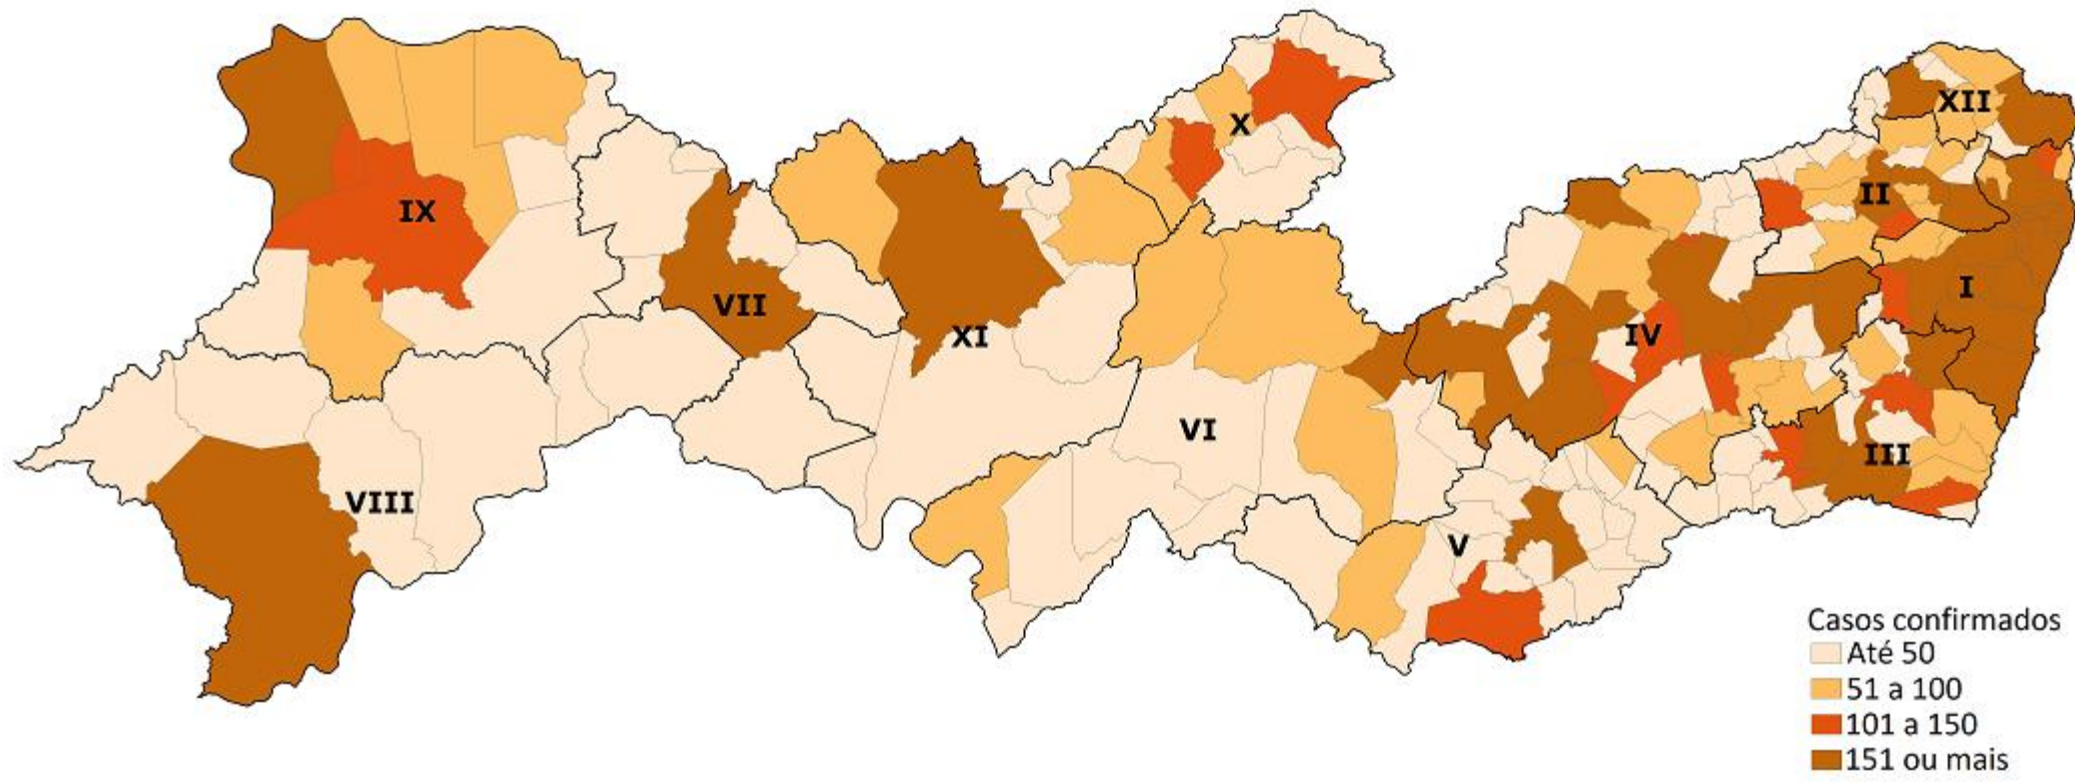 XII
X
II
IX
I
VII
IV
XI
VI
III
VIII
V
Casos confirmados
Até 50
51 a 100
101 a 150
151 ou mais